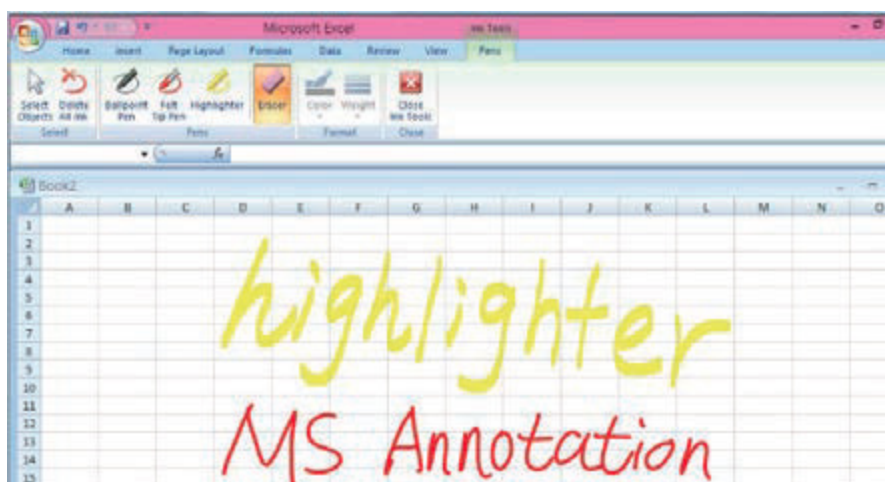 Microsoft Excel
Ink Tools
Home Insert Page Layout Formulas Data Review View Pens
Select Objects
Delete All Ink
Ballpoint Pen
Felt Tip Pen
Highlighter
Eraser
Color
Weight
Close Ink Tools
Select Pens Format Close
fx
Book2
A B C D E F G H I J K L M N O
1
2
3
4
5
6
7
8
9
10
11
12
13
14
15
highlighter
MS Annotation